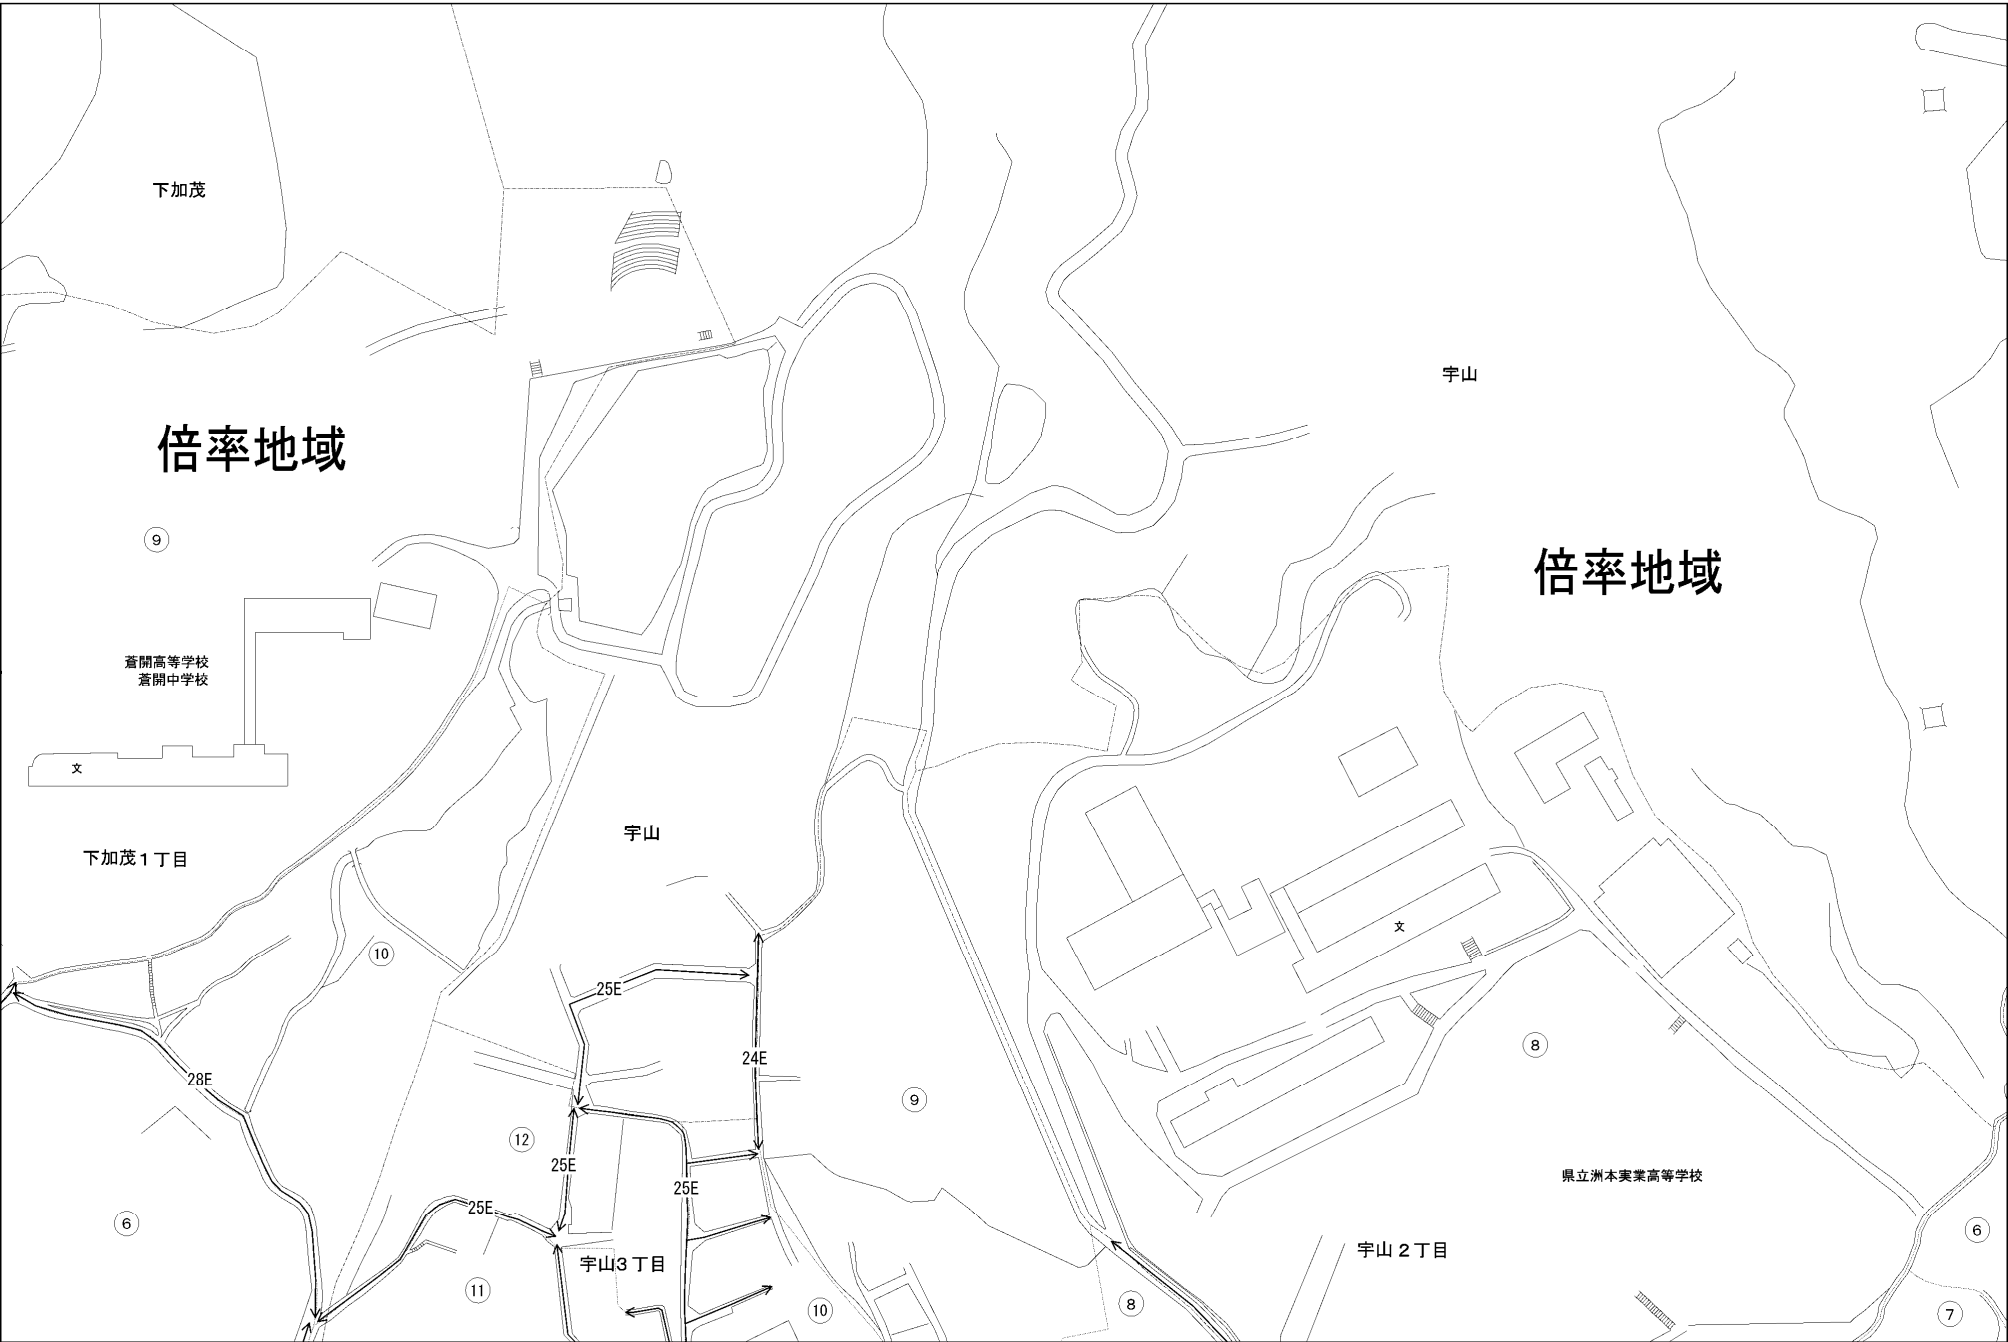 下加茂
宇山
倍率地域
⑨
倍率地域
蒼開高等学校
蒼開中学校
文
宇山
下加茂1丁目
文
⑩
25E
24E
⑧
28E
⑨
⑫
25E
25E
県立洲本実業高等学校
25E
⑥
⑥
宇山2丁目
宇山3丁目
⑪
⑩
⑧
⑦